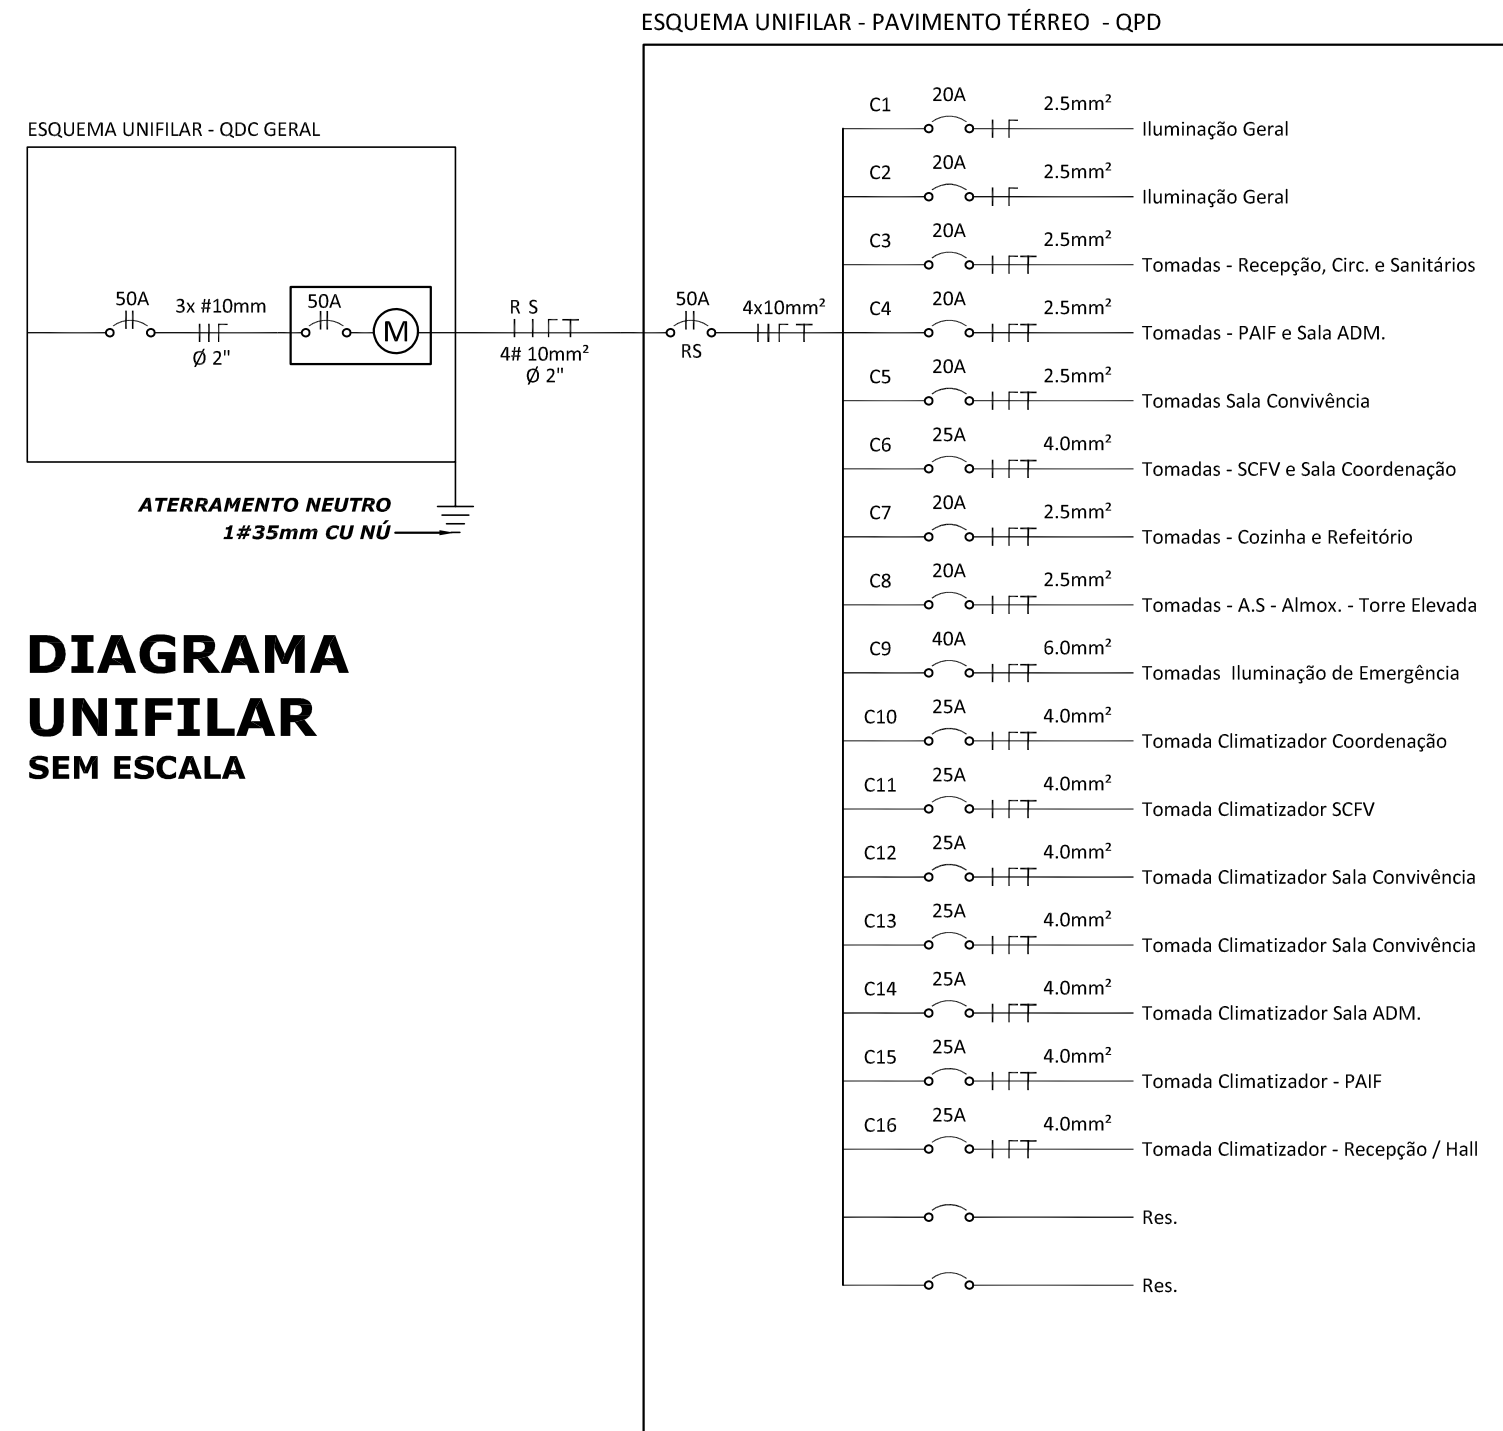 ESQUEMA UNIFILAR - PAVIMENTO TÉRREO  - QPD
ESQUEMA UNIFILAR - QDC GERAL
50A
3x #10mm
Ø 2"
50A
M
R S
4# 10mm²
Ø 2"
ATERRAMENTO NEUTRO
1#35mm CU NÚ
DIAGRAMA
UNIFILAR
SEM ESCALA
50A
RS
4x10mm²
C1 20A 2.5mm² Iluminação Geral
C2 20A 2.5mm² Iluminação Geral
C3 20A 2.5mm² Tomadas - Recepção, Circ. e Sanitários
C4 20A 2.5mm² Tomadas - PAIF e Sala ADM.
C5 20A 2.5mm² Tomadas Sala Convivência
C6 25A 4.0mm² Tomadas - SCFV e Sala Coordenação
C7 20A 2.5mm² Tomadas - Cozinha e Refeitório
C8 20A 2.5mm² Tomadas - A.S - Almox. - Torre Elevada
C9 40A 6.0mm² Tomadas  Iluminação de Emergência
C10 25A 4.0mm² Tomada Climatizador Coordenação
C11 25A 4.0mm² Tomada Climatizador SCFV
C12 25A 4.0mm² Tomada Climatizador Sala Convivência
C13 25A 4.0mm² Tomada Climatizador Sala Convivência
C14 25A 4.0mm² Tomada Climatizador Sala ADM.
C15 25A 4.0mm² Tomada Climatizador - PAIF
C16 25A 4.0mm² Tomada Climatizador - Recepção / Hall
Res.
Res.